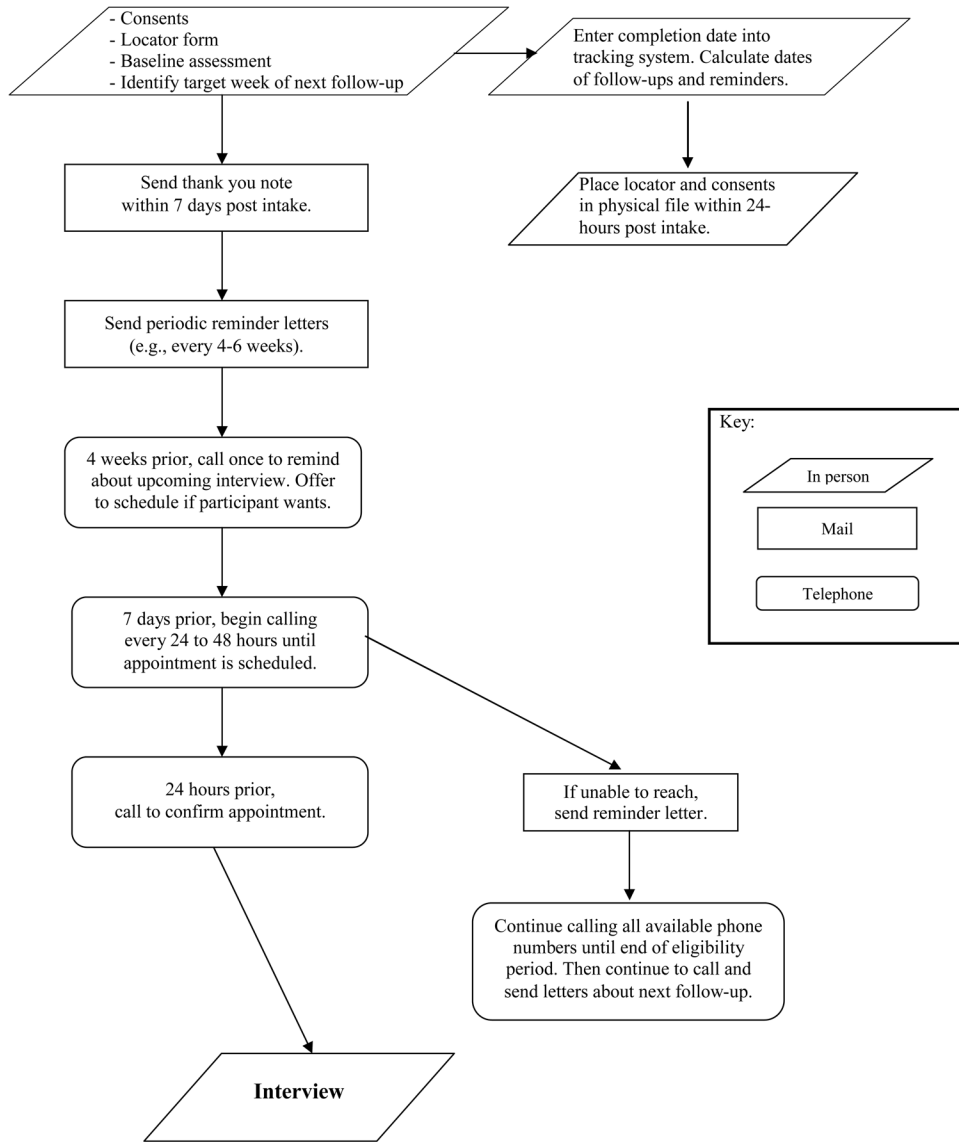 - Consents
- Locator form
- Baseline assessment
- Identify target week of next follow-up
Enter completion date into
tracking system. Calculate dates
of follow-ups and reminders.
Send thank you note
within 7 days post intake.
Place locator and consents
in physical file within 24-
hours post intake.
Send periodic reminder letters
(e.g., every 4-6 weeks).
4 weeks prior, call once to remind
about upcoming interview. Offer
to schedule if participant wants.
Key:
In person
Mail
Telephone
7 days prior, begin calling
every 24 to 48 hours until
appointment is scheduled.
24 hours prior,
call to confirm appointment.
If unable to reach,
send reminder letter.
Continue calling all available phone
numbers until end of eligibility
period. Then continue to call and
send letters about next follow-up.
Interview